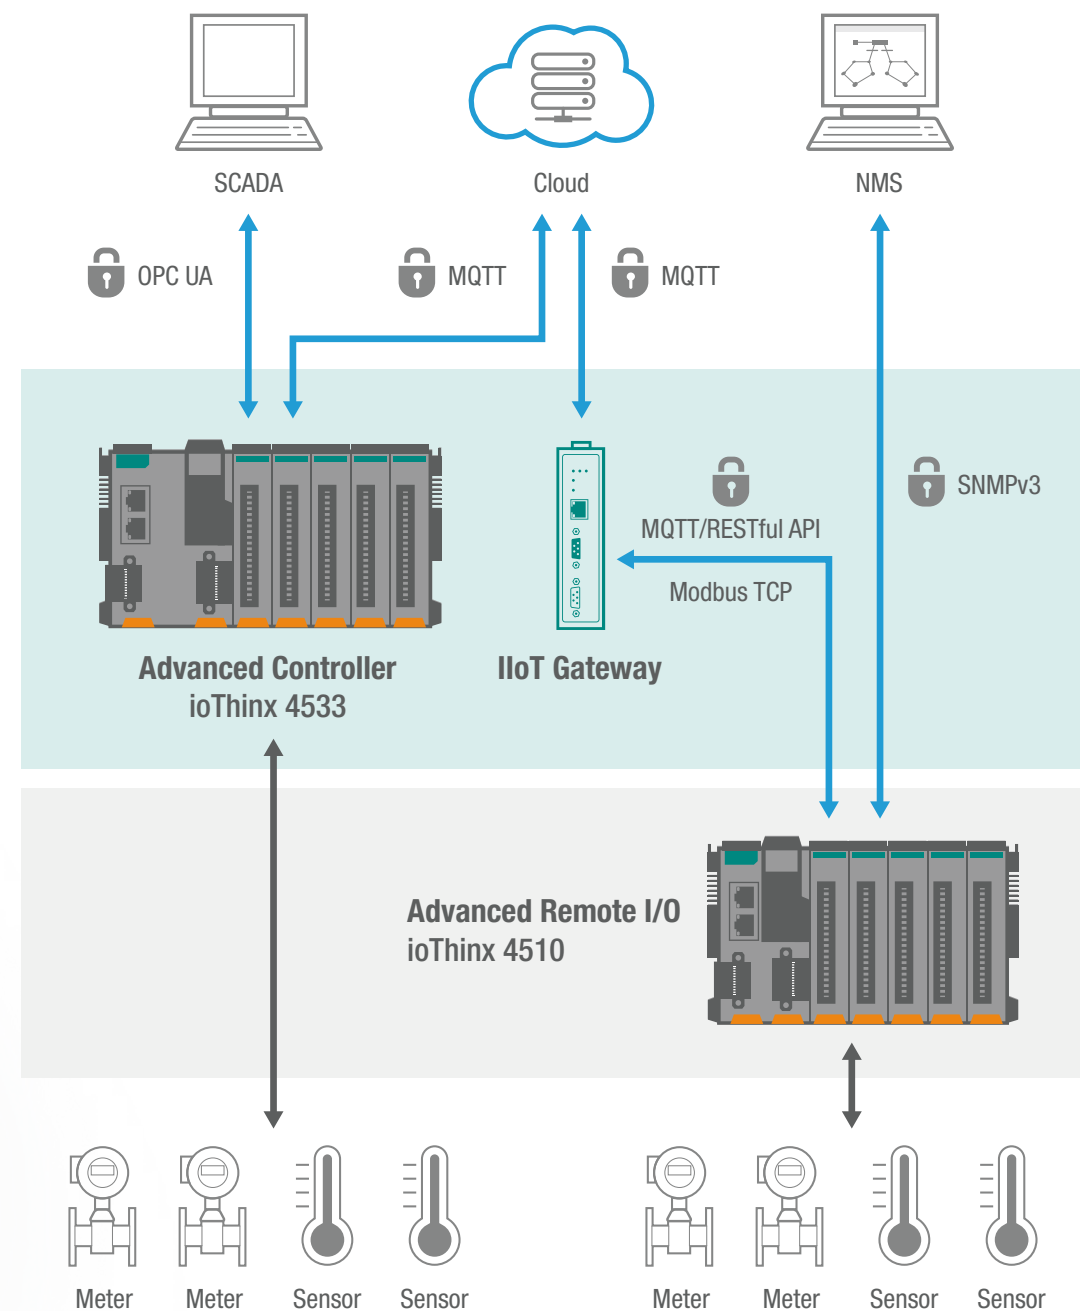 SCADA
Cloud
NMS
OPC UA
MQTT
MQTT
SNMPv3
MQTT/RESTful API
Modbus TCP
Advanced Controller
ioThinx 4533
IIoT Gateway
Advanced Remote I/O
ioThinx 4510
Meter
Meter
Sensor
Sensor
Meter
Meter
Sensor
Sensor